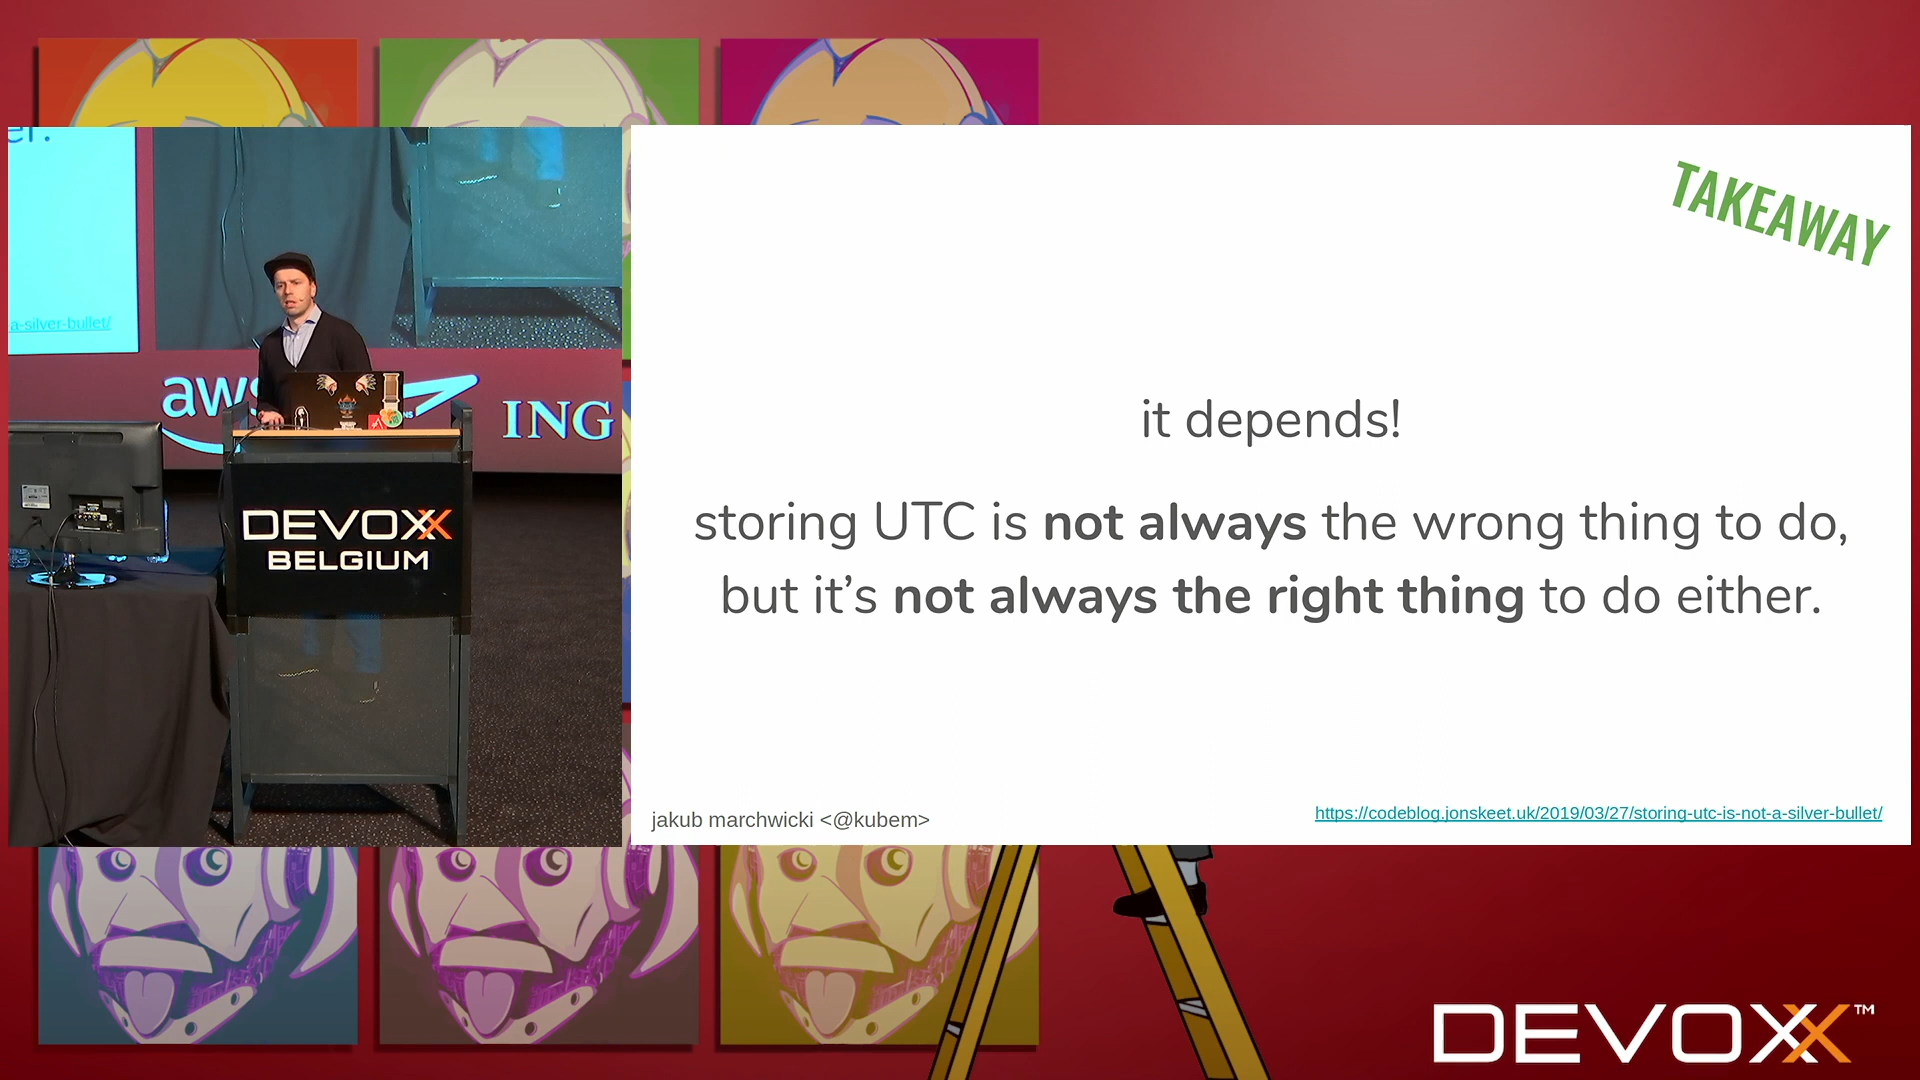 er.
-a-silver-bullet/
aws
ING
DEVOXX
BELGIUM
TAKEAWAY
it depends!
storing UTC is not always the wrong thing to do,
but it’s not always the right thing to do either.
jakub marchwicki <@kubem>
https://codeblog.jonskeet.uk/2019/03/27/storing-utc-is-not-a-silver-bullet/
DEVOXX™